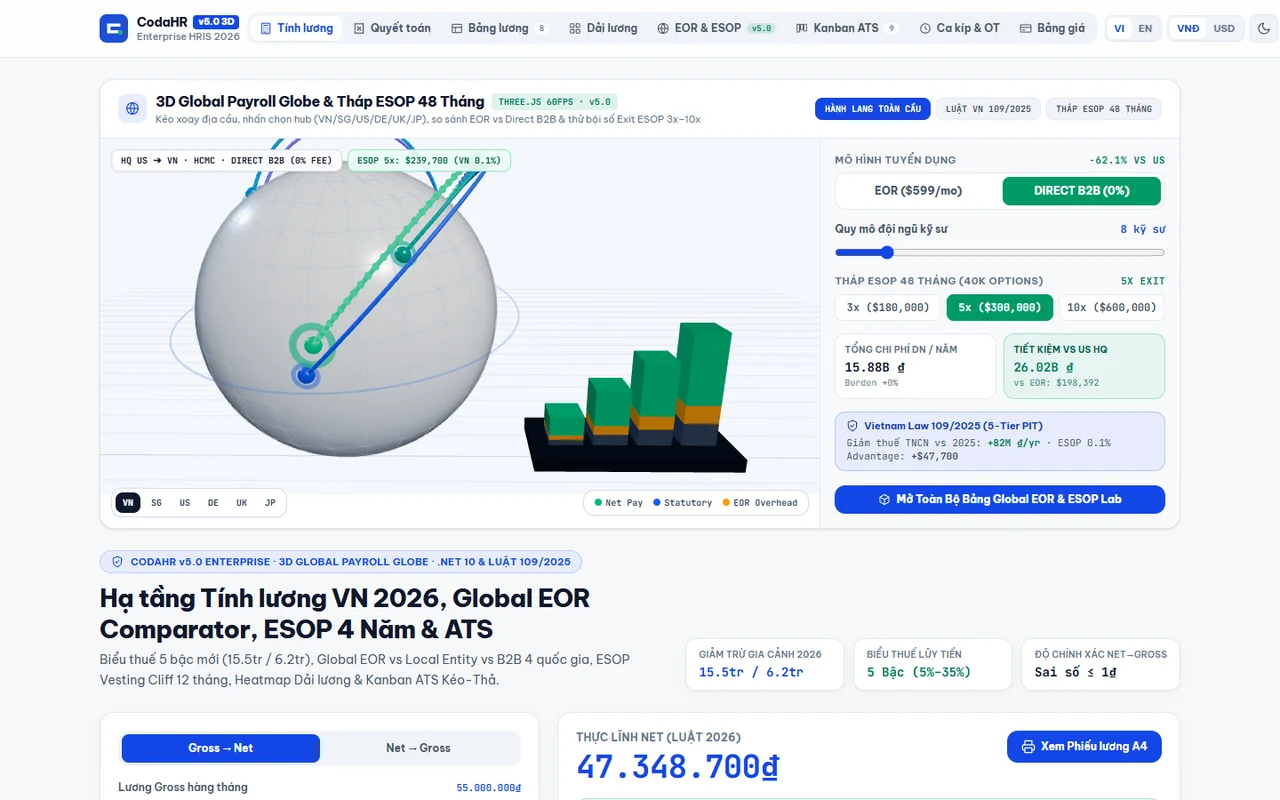 CodaHR v5.0 3D
Enterprise HRIS 2026
Tính lương
Quyết toán
Bảng lương 8
Dải lương
EOR & ESOP v5.0
Kanban ATS 9
Ca kíp & OT
Bảng giá
VI EN
VNĐ USD
3D Global Payroll Globe & Tháp ESOP 48 Tháng THREE.JS 60FPS · v5.0
Kéo xoay địa cầu, nhấn chọn hub (VN/SG/US/DE/UK/JP), so sánh EOR vs Direct B2B & thử bội số Exit ESOP 3x–10x
HÀNH LANG TOÀN CẦU
LUẬT VN 109/2025
THÁP ESOP 48 THÁNG
HQ US ➔ VN · HCMC · DIRECT B2B (0% FEE)
ESOP 5x: $239,700 (VN 0.1%)
VN SG US DE UK JP
Net Pay Statutory EOR Overhead
MÔ HÌNH TUYỂN DỤNG -62.1% VS US
EOR ($599/mo) DIRECT B2B (0%)
Quy mô đội ngũ kỹ sư 8 kỹ sư
THÁP ESOP 48 THÁNG (40K OPTIONS) 5X EXIT
3x ($180,000) 5x ($300,000) 10x ($600,000)
TỔNG CHI PHÍ DN / NĂM
15.88B ₫
Burden +0%
TIẾT KIỆM VS US HQ
26.02B ₫
vs EOR: $198,392
Vietnam Law 109/2025 (5-Tier PIT)
Giảm thuế TNCN vs 2025: +82M ₫/yr · ESOP 0.1%
Advantage: +$47,700
Mở Toàn Bộ Bảng Global EOR & ESOP Lab
CODAHR v5.0 ENTERPRISE · 3D GLOBAL PAYROLL GLOBE · .NET 10 & LUẬT 109/2025
Hạ tầng Tính lương VN 2026, Global EOR
Comparator, ESOP 4 Năm & ATS
Biểu thuế 5 bậc mới (15.5tr / 6.2tr), Global EOR vs Local Entity vs B2B 4 quốc gia, ESOP
Vesting Cliff 12 tháng, Heatmap Dải lương & Kanban ATS Kéo-Thả.
GIẢM TRỪ GIA CẢNH 2026
15.5tr / 6.2tr
BIỂU THUẾ LŨY TIẾN
5 Bậc (5%–35%)
ĐỘ CHÍNH XÁC NET↔GROSS
Sai số ≤ 1₫
Gross → Net Net → Gross
Lương Gross hàng tháng 55.000.000₫
THỰC LĨNH NET (LUẬT 2026)
47.348.700₫
Xem Phiếu lương A4